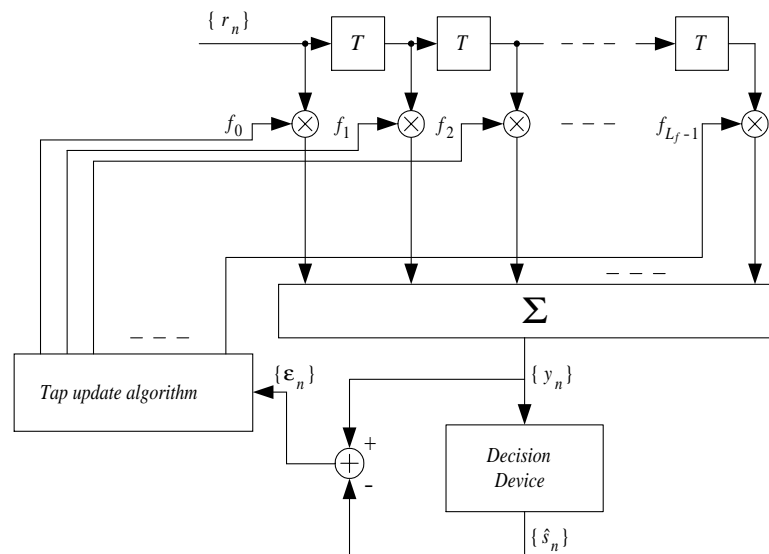 { r_n }
T T T
f_0 f_1 f_2 f_{L_f-1}
Σ
{ε_n} { y_n}
Tap update algorithm
+
-
Decision
Device
{ ŝ_n}